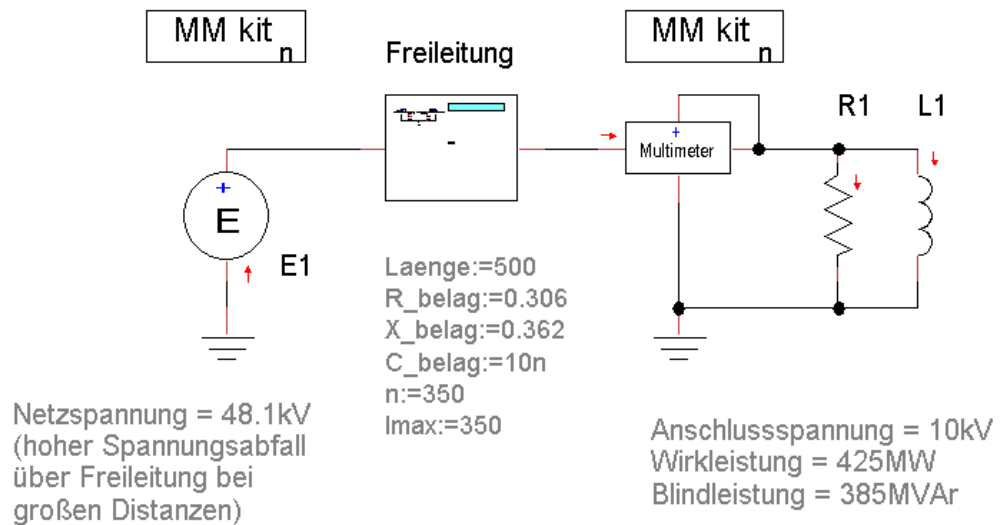 MM kit
n
MM kit
n
Freileitung
R1
L1
+
Multimeter
-
+
E
E1
Laenge:=500
R_belag:=0.306
X_belag:=0.362
C_belag:=10n
n:=350
Imax:=350
Netzspannung = 48.1kV
(hoher Spannungsabfall
über Freileitung bei
großen Distanzen)
Anschlussspannung = 10kV
Wirkleistung = 425MW
Blindleistung = 385MVAr